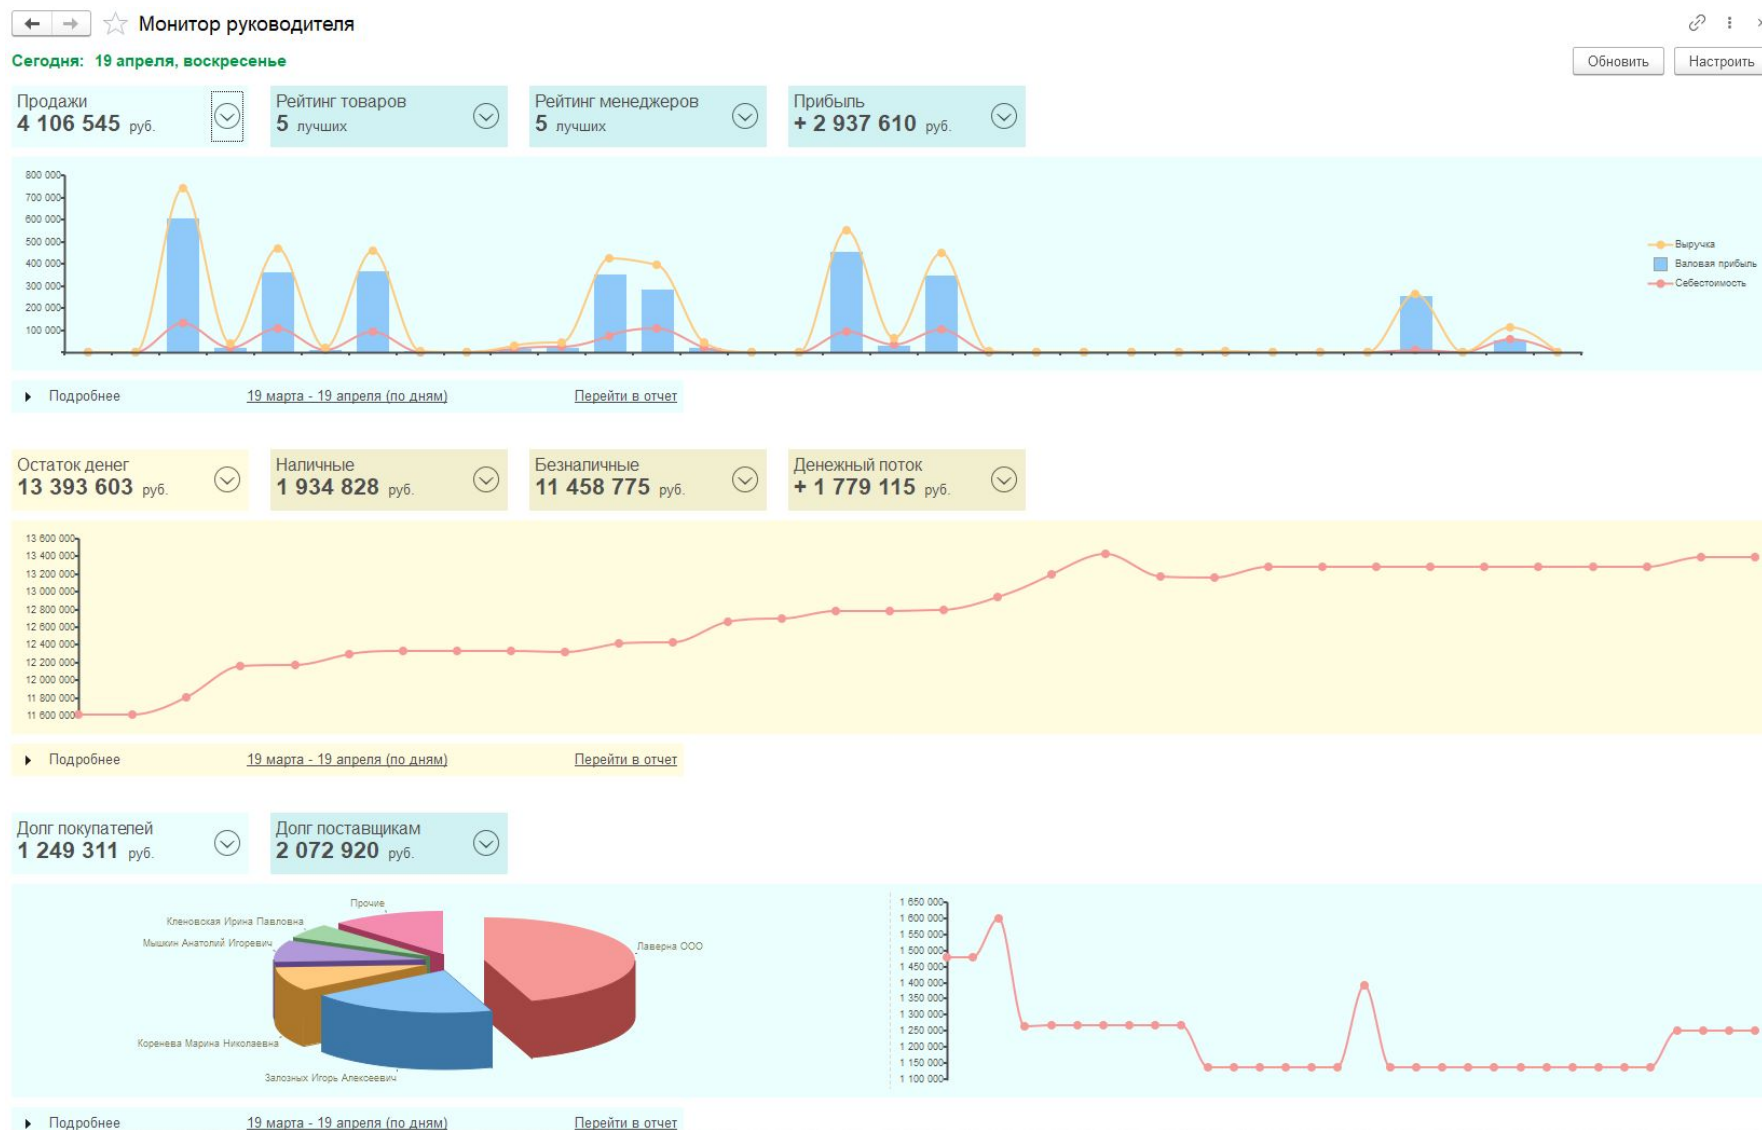 Монитор руководителя
Сегодня: 19 апреля, воскресенье
Обновить
Настроить
Продажи
4 106 545 руб.
Рейтинг товаров
5 лучших
Рейтинг менеджеров
5 лучших
Прибыль
+ 2 937 610 руб.
800 000
700 000
600 000
500 000
400 000
300 000
200 000
100 000
Выручка
Валовая прибыль
Себестоимость
Подробнее
19 марта - 19 апреля (по дням)
Перейти в отчет
Остаток денег
13 393 603 руб.
Наличные
1 934 828 руб.
Безналичные
11 458 775 руб.
Денежный поток
+ 1 779 115 руб.
13 600 000
13 400 000
13 200 000
13 000 000
12 800 000
12 600 000
12 400 000
12 200 000
12 000 000
11 800 000
11 600 000
Подробнее
19 марта - 19 апреля (по дням)
Перейти в отчет
Долг покупателей
1 249 311 руб.
Долг поставщикам
2 072 920 руб.
Прочие
Кленовская Ирина Павловна
Мышкин Анатолий Игоревич
Лаверна ООО
Коренева Марина Николаевна
Залозных Игорь Алексеевич
1 650 000
1 600 000
1 550 000
1 500 000
1 450 000
1 400 000
1 350 000
1 300 000
1 250 000
1 200 000
1 150 000
1 100 000
Подробнее
19 марта - 19 апреля (по дням)
Перейти в отчет